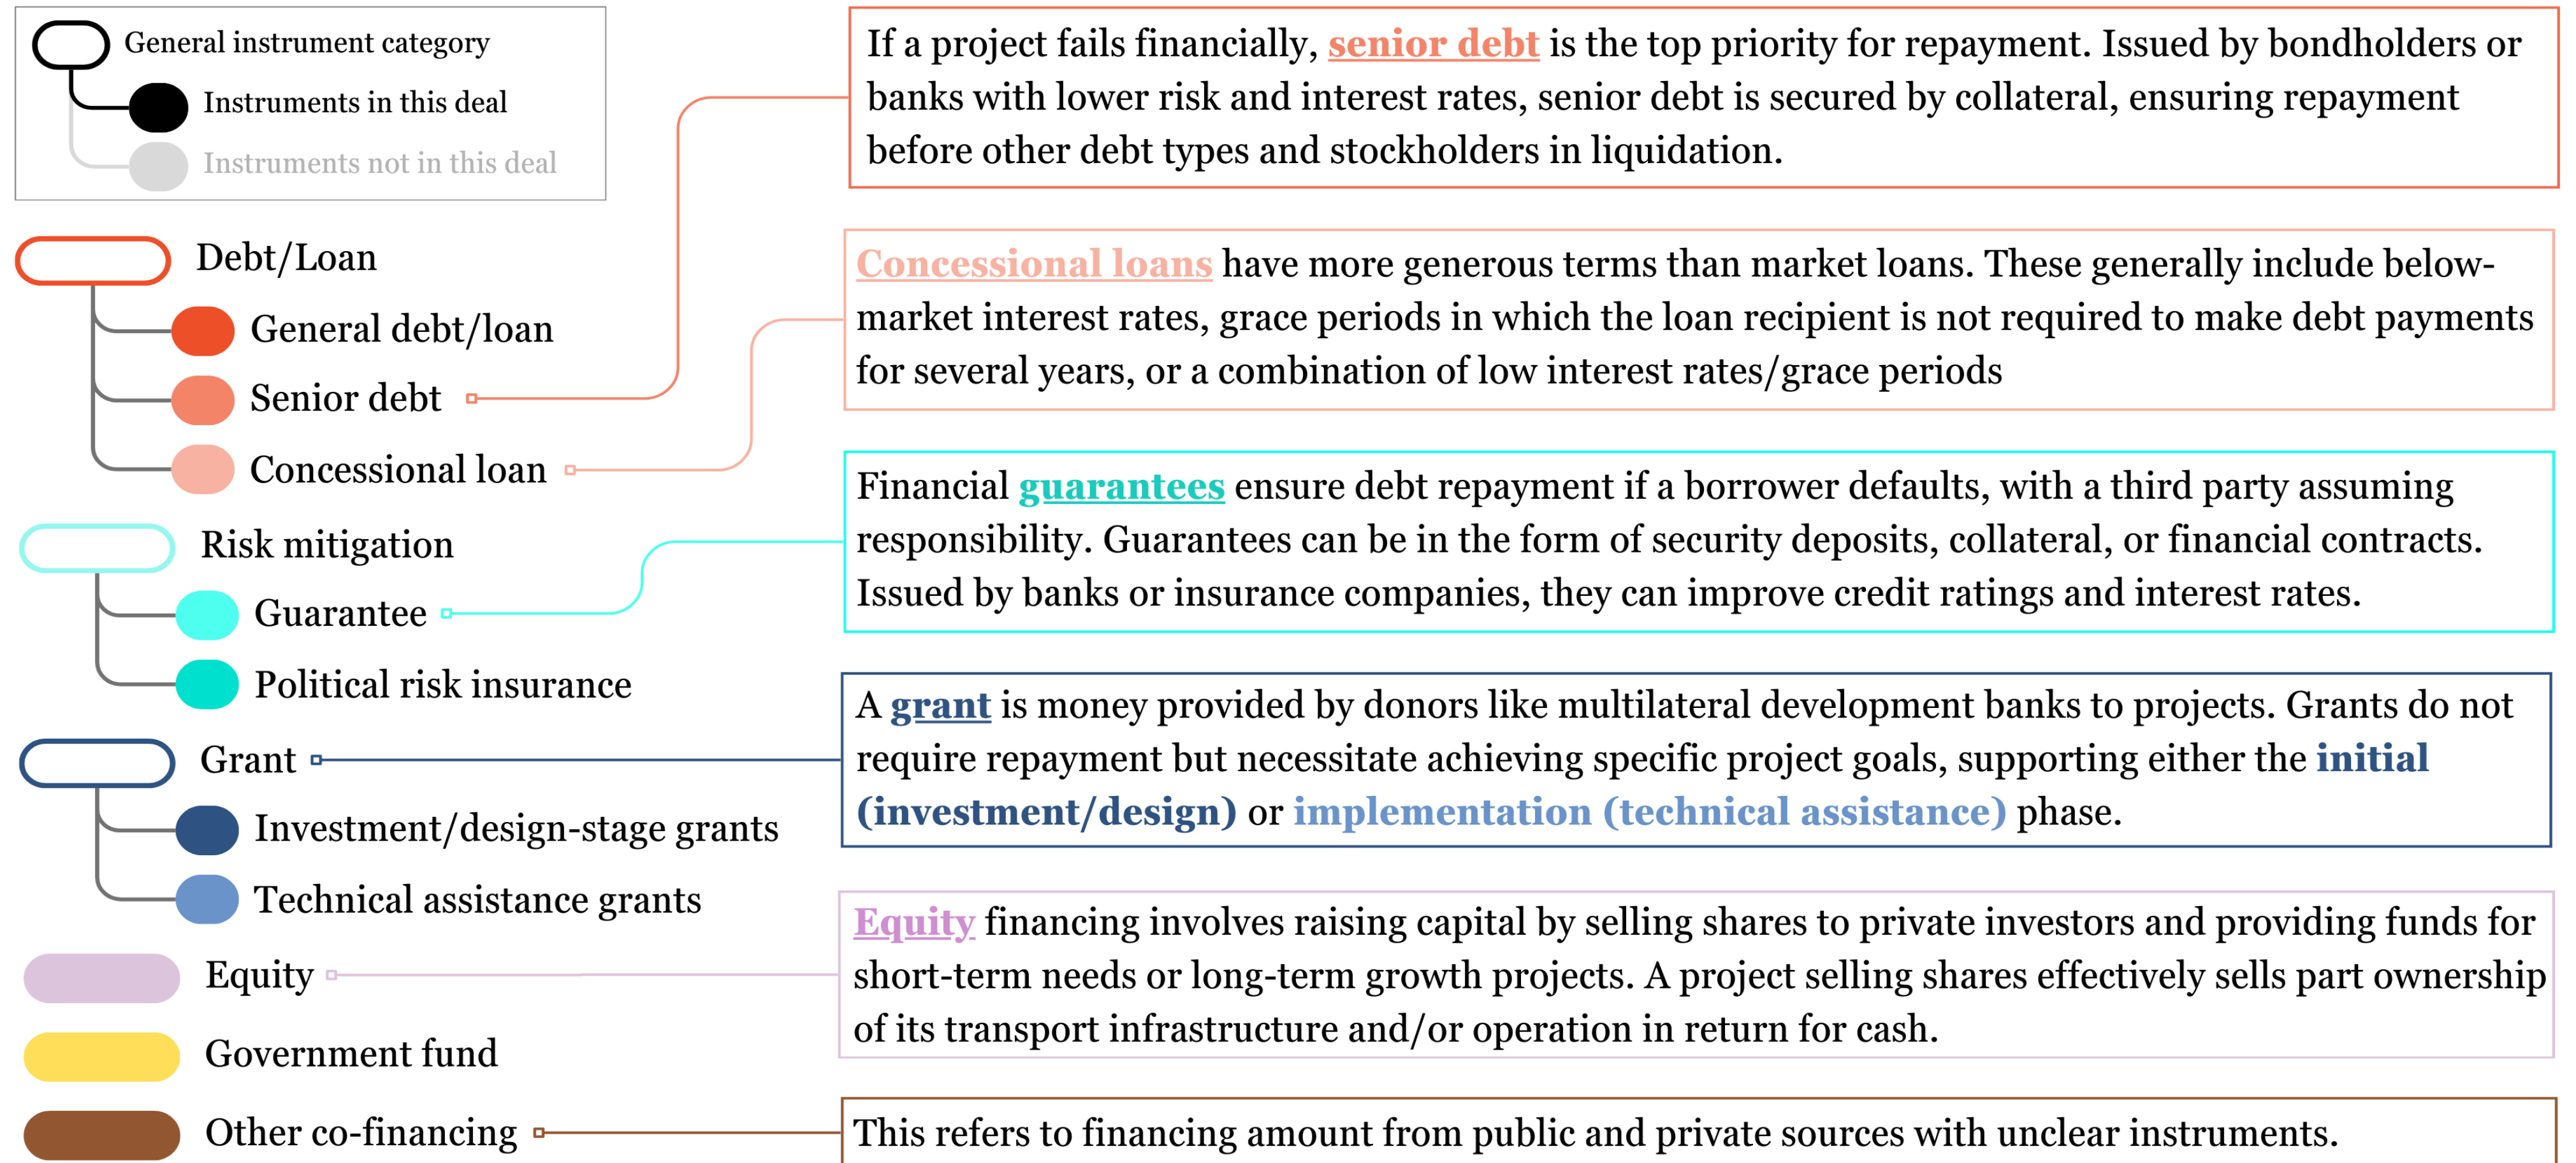 General instrument category
Instruments in this deal
Instruments not in this deal
Debt/Loan
General debt/loan
Senior debt
Concessional loan
Risk mitigation
Guarantee
Political risk insurance
Grant
Investment/design-stage grants
Technical assistance grants
Equity
Government fund
Other co-financing
If a project fails financially, senior debt is the top priority for repayment. Issued by bondholders or
banks with lower risk and interest rates, senior debt is secured by collateral, ensuring repayment
before other debt types and stockholders in liquidation.
Concessional loans have more generous terms than market loans. These generally include below-
market interest rates, grace periods in which the loan recipient is not required to make debt payments
for several years, or a combination of low interest rates/grace periods
Financial guarantees ensure debt repayment if a borrower defaults, with a third party assuming
responsibility. Guarantees can be in the form of security deposits, collateral, or financial contracts.
Issued by banks or insurance companies, they can improve credit ratings and interest rates.
A grant is money provided by donors like multilateral development banks to projects. Grants do not
require repayment but necessitate achieving specific project goals, supporting either the initial
(investment/design) or implementation (technical assistance) phase.
Equity financing involves raising capital by selling shares to private investors and providing funds for
short-term needs or long-term growth projects. A project selling shares effectively sells part ownership
of its transport infrastructure and/or operation in return for cash.
This refers to financing amount from public and private sources with unclear instruments.